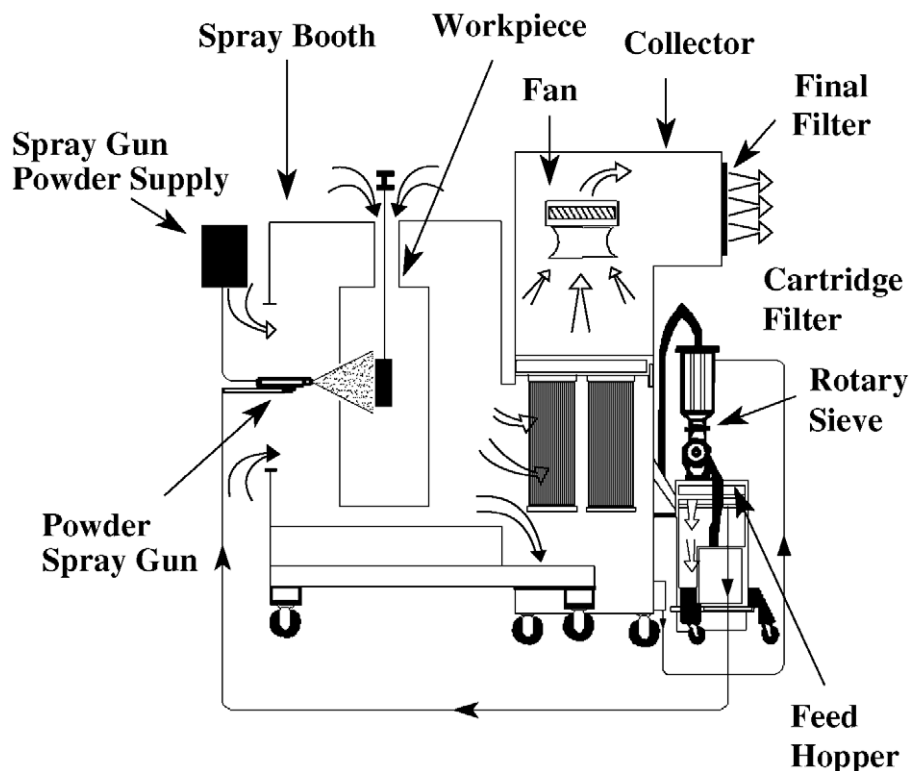 Spray Booth
Workpiece
Collector
Fan
Final
Filter
Spray Gun
Powder Supply
Cartridge
Filter
Rotary
Sieve
Powder
Spray Gun
Feed
Hopper